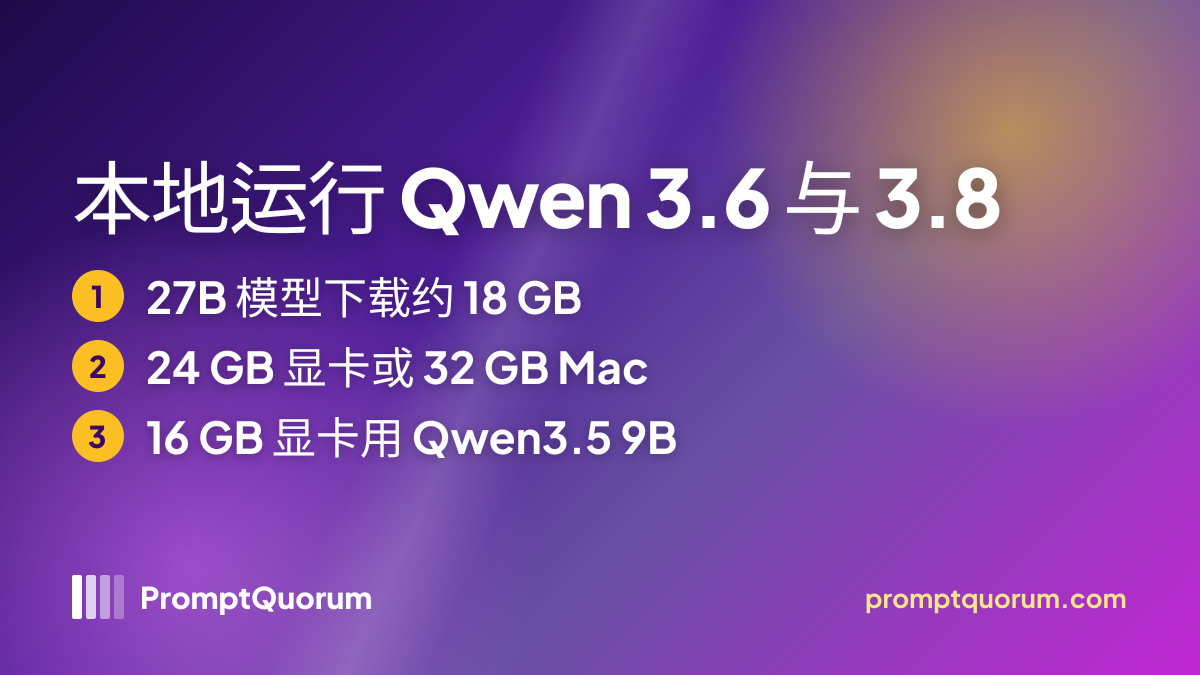 本地运行 Qwen 3.6 与 3.8
1 27B 模型下载约 18 GB
2 24 GB 显卡或 32 GB Mac
3 16 GB 显卡用 Qwen3.5 9B
PromptQuorum
promptquorum.com